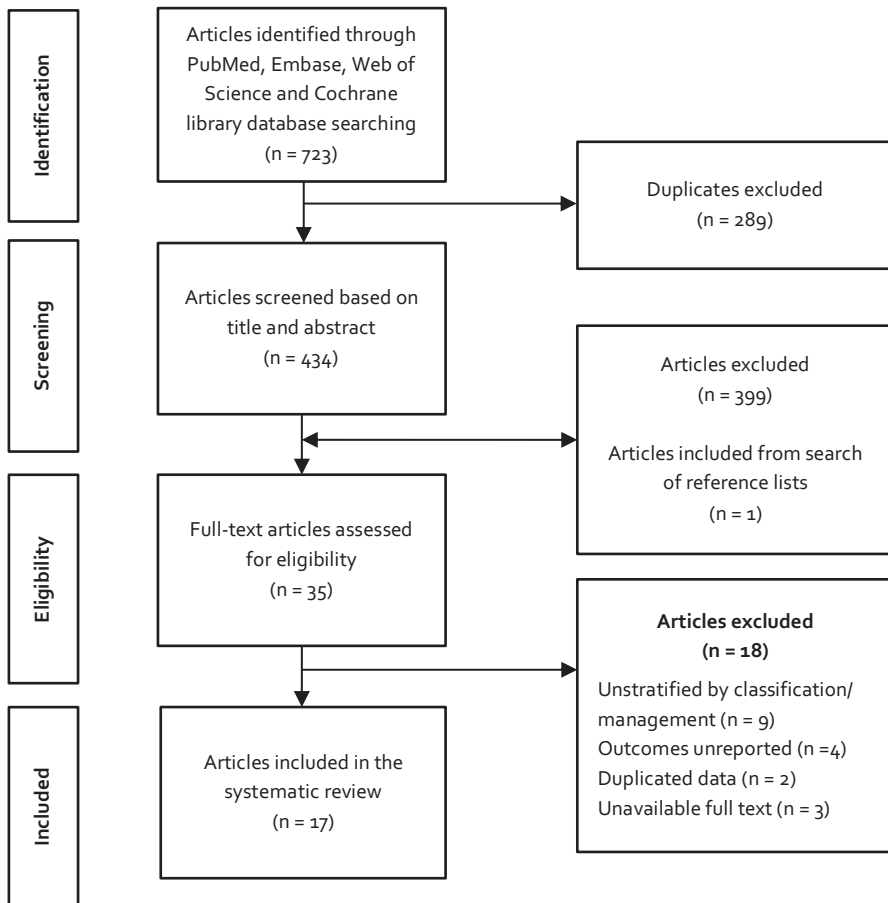 Identification
Articles identified through
PubMed, Embase, Web of
Science and Cochrane
library database searching
(n = 723)
Duplicates excluded
(n = 289)
Screening
Articles screened based on
title and abstract
(n = 434)
Articles excluded
(n = 399)
Articles included from search
of reference lists
(n = 1)
Eligibility
Full-text articles assessed
for eligibility
(n = 35)
Articles excluded
(n = 18)
Unstratified by classification/
management (n = 9)
Outcomes unreported (n =4)
Duplicated data (n = 2)
Unavailable full text (n = 3)
Included
Articles included in the
systematic review
(n = 17)